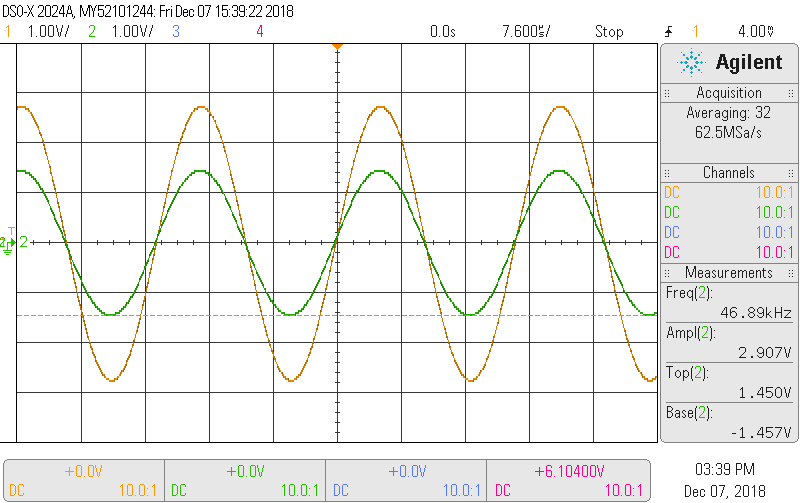 DSO-X 2024A, MY52101244: Fri Dec 07 15:39:22 2018
1 1.00V/ 2 1.00V/ 3 4 0.0s 7.600us/ Stop 1 4.00mV
Agilent
Acquisition
Averaging: 32
62.5MSa/s
Channels
DC 10.0:1
DC 10.0:1
DC 10.0:1
DC 10.0:1
Measurements
Freq(2):
46.89kHz
Ampl(2):
2.907V
Top(2):
1.450V
Base(2):
-1.457V
T
2 2
+0.0V +0.0V +0.0V +6.10400V
DC 10.0:1 DC 10.0:1 DC 10.0:1 DC 10.0:1
03:39 PM
Dec 07, 2018